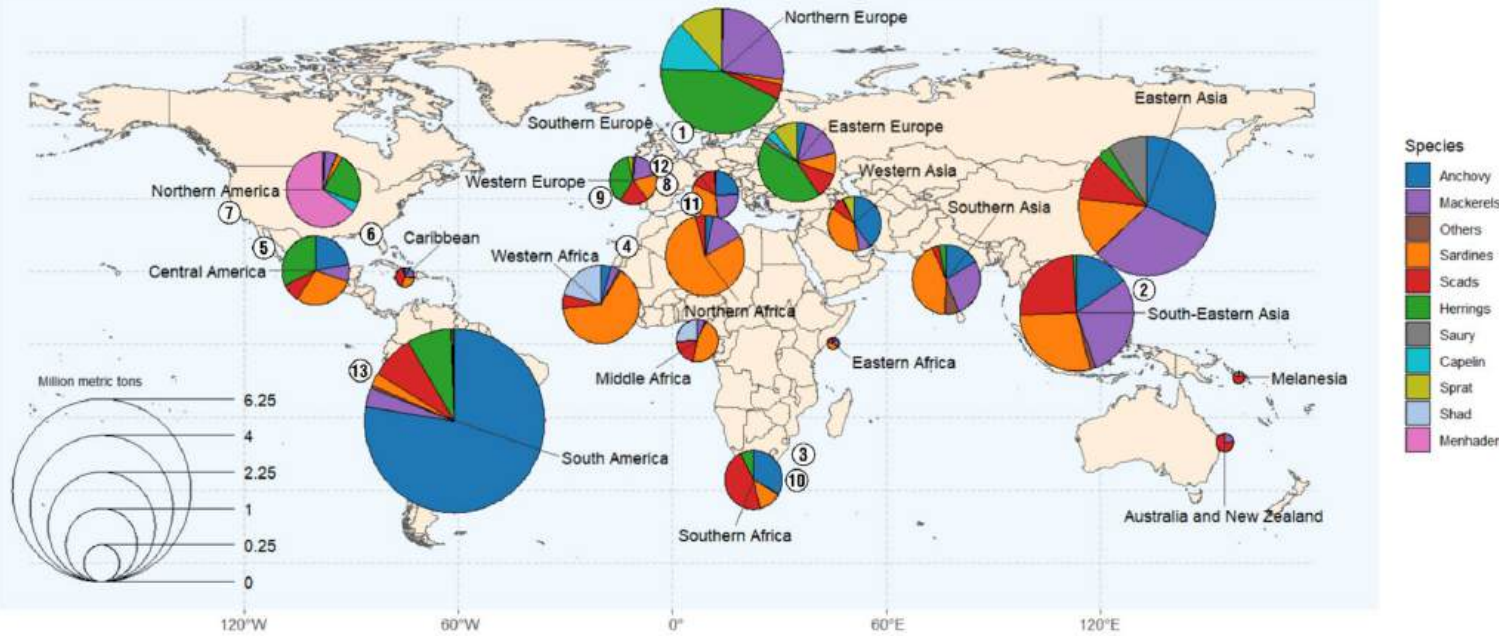 Northern Europe
Eastern Asia
Southern Europe
1
Eastern Europe
12
Western Asia
Western Europe
8
Northern America
9
11
Southern Asia
7
6
5
4
Caribbean
Western Africa
Central America
2
Northern Africa
South-Eastern Asia
13
Middle Africa
Eastern Africa
Melanesia
South America
3
10
Southern Africa
Australia and New Zealand
Million metric tons
6.25
4
2.25
1
0.25
0
120°W
60°W
0°
60°E
120°E
Species
Anchovy
Mackerels
Others
Sardines
Scads
Herrings
Saury
Capelin
Sprat
Shad
Menhaden